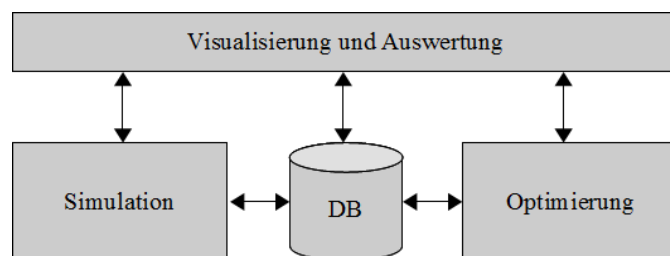 Visualisierung und Auswertung
Simulation
DB
Optimierung